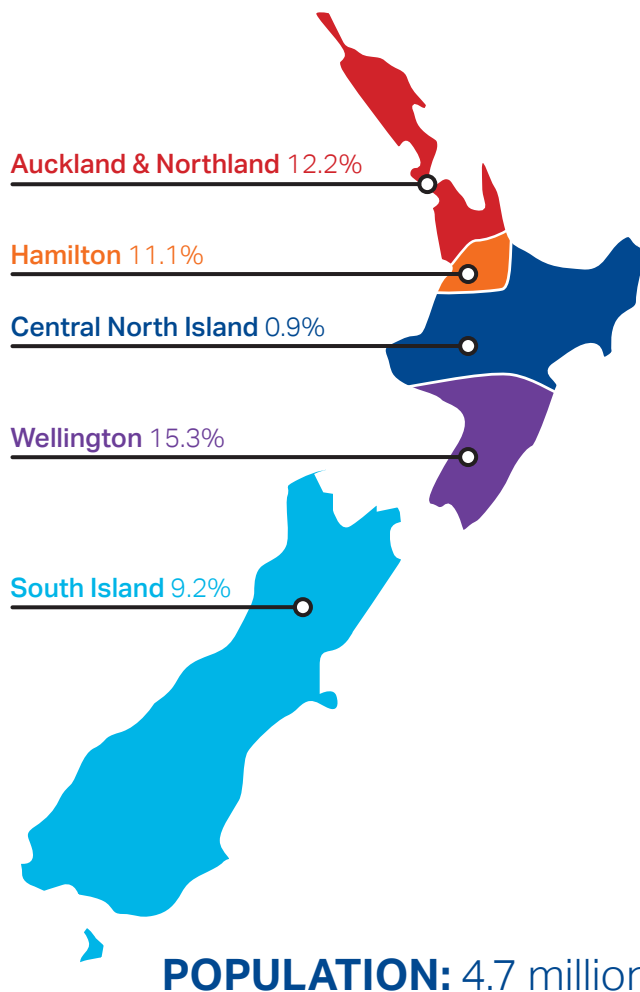 Auckland & Northland 12.2%
Hamilton 11.1%
Central North Island 0.9%
Wellington 15.3%
South Island 9.2%
POPULATION: 4.7 million